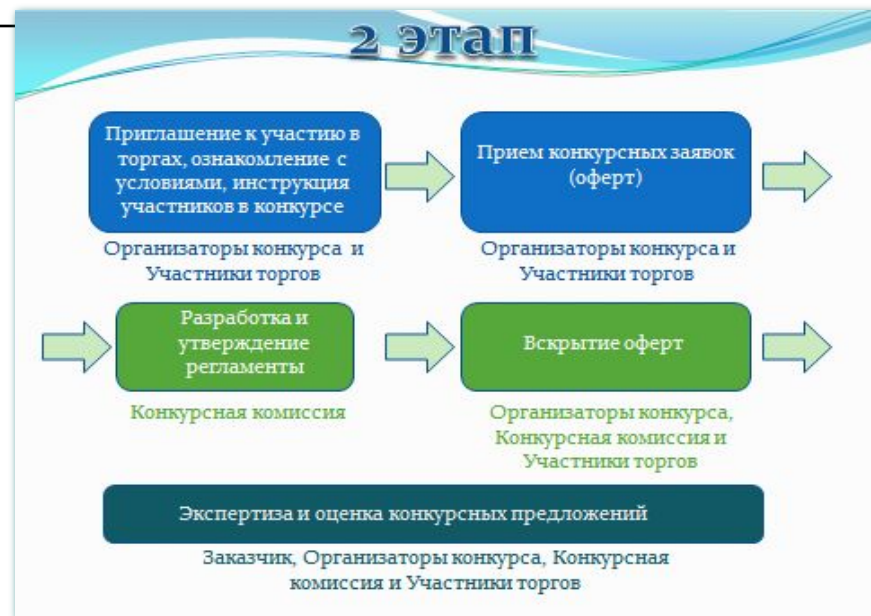 2 этап
Приглашение к участию в
торгах, ознакомление с
условиями, инструкция
участников в конкурсе
Организаторы конкурса и
Участники торгов
Прием конкурсных заявок
(оферт)
Организаторы конкурса и
Участники торгов
Разработка и
утверждение
регламенты
Конкурсная комиссия
Вскрытие оферт
Организаторы конкурса,
Конкурсная комиссия и
Участники торгов
Экспертиза и оценка конкурсных предложений
Заказчик, Организаторы конкурса, Конкурсная
комиссия и Участники торгов